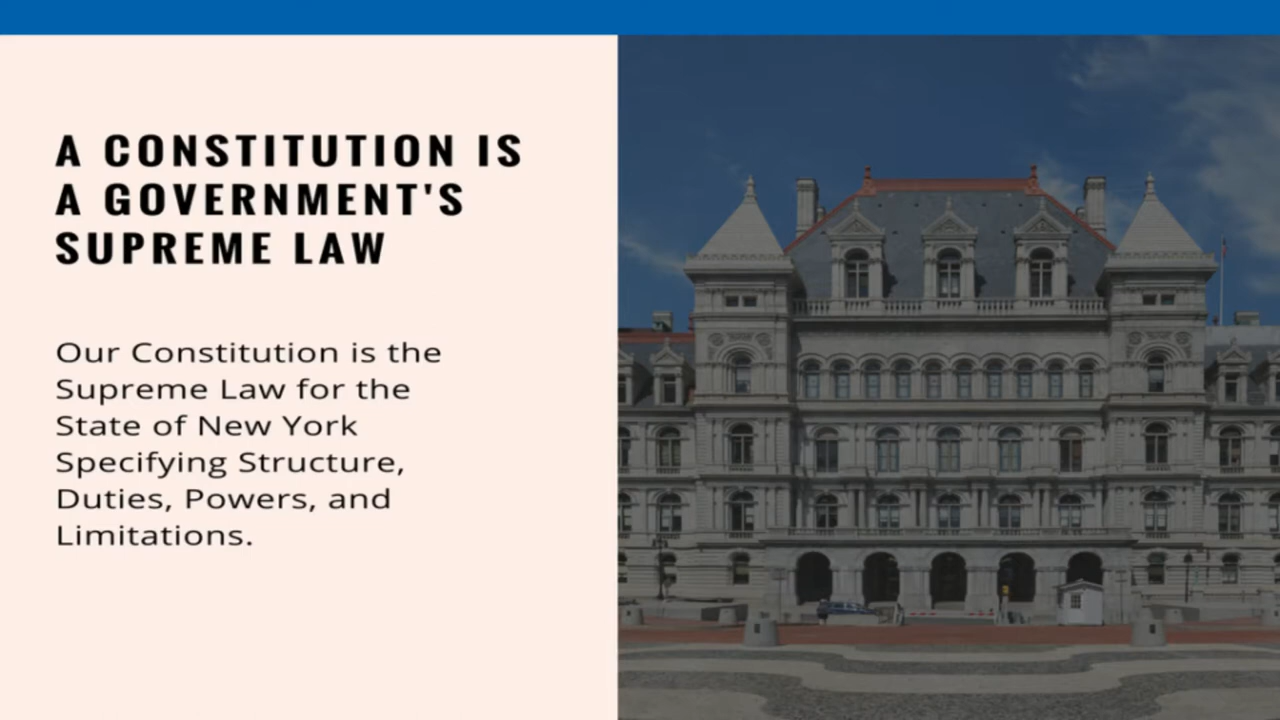 A CONSTITUTION IS
A GOVERNMENT'S
SUPREME LAW
Our Constitution is the
Supreme Law for the
State of New York
Specifying Structure,
Duties, Powers, and
Limitations.